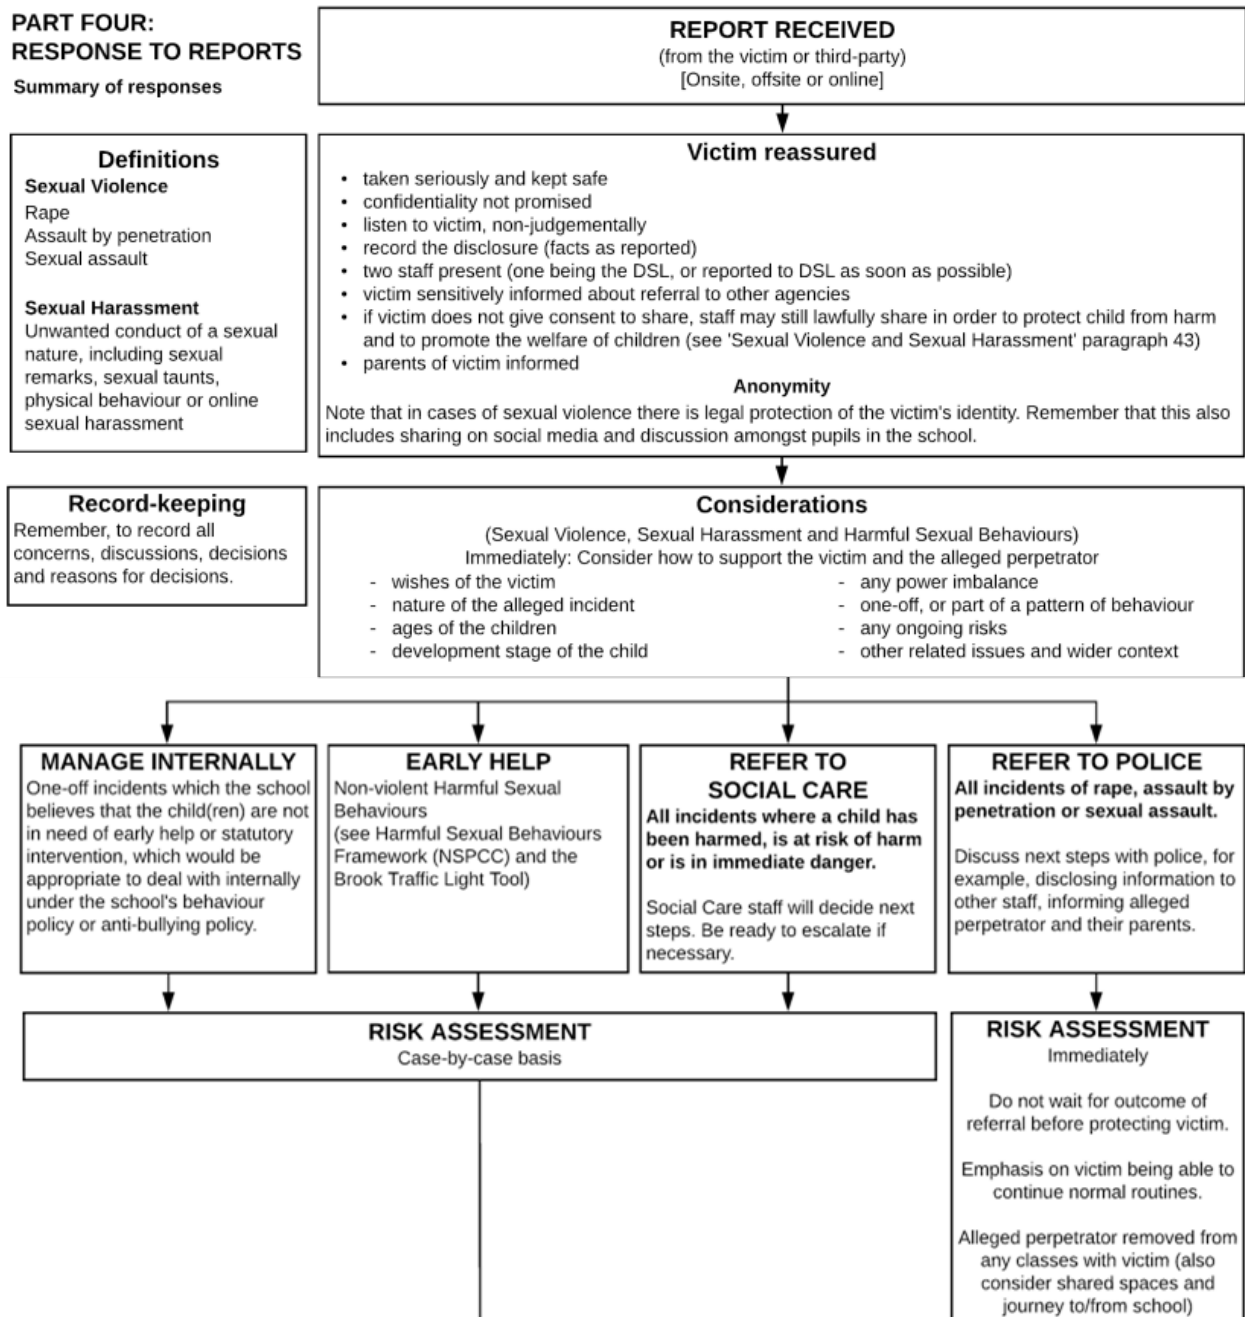 PART FOUR:
RESPONSE TO REPORTS
Summary of responses
REPORT RECEIVED
(from the victim or third-party)
[Onsite, offsite or online]
Definitions
Sexual Violence
Rape
Assault by penetration
Sexual assault
Sexual Harassment
Unwanted conduct of a sexual
nature, including sexual
remarks, sexual taunts,
physical behaviour or online
sexual harassment
Victim reassured
• taken seriously and kept safe
• confidentiality not promised
• listen to victim, non-judgementally
• record the disclosure (facts as reported)
• two staff present (one being the DSL, or reported to DSL as soon as possible)
• victim sensitively informed about referral to other agencies
• if victim does not give consent to share, staff may still lawfully share in order to protect child from harm
and to promote the welfare of children (see 'Sexual Violence and Sexual Harassment' paragraph 43)
• parents of victim informed
Anonymity
Note that in cases of sexual violence there is legal protection of the victim's identity. Remember that this also
includes sharing on social media and discussion amongst pupils in the school.
Record-keeping
Remember, to record all
concerns, discussions, decisions
and reasons for decisions.
Considerations
(Sexual Violence, Sexual Harassment and Harmful Sexual Behaviours)
Immediately: Consider how to support the victim and the alleged perpetrator
- wishes of the victim
- nature of the alleged incident
- ages of the children
- development stage of the child
- any power imbalance
- one-off, or part of a pattern of behaviour
- any ongoing risks
- other related issues and wider context
MANAGE INTERNALLY
One-off incidents which the school
believes that the child(ren) are not
in need of early help or statutory
intervention, which would be
appropriate to deal with internally
under the school's behaviour
policy or anti-bullying policy.
EARLY HELP
Non-violent Harmful Sexual
Behaviours
(see Harmful Sexual Behaviours
Framework (NSPCC) and the
Brook Traffic Light Tool)
REFER TO
SOCIAL CARE
All incidents where a child has
been harmed, is at risk of harm
or is in immediate danger.
Social Care staff will decide next
steps. Be ready to escalate if
necessary.
REFER TO POLICE
All incidents of rape, assault by
penetration or sexual assault.
Discuss next steps with police, for
example, disclosing information to
other staff, informing alleged
perpetrator and their parents.
RISK ASSESSMENT
Case-by-case basis
RISK ASSESSMENT
Immediately
Do not wait for outcome of
referral before protecting victim.
Emphasis on victim being able to
continue normal routines.
Alleged perpetrator removed from
any classes with victim (also
consider shared spaces and
journey to/from school)